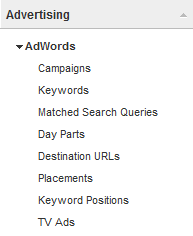 Advertising
AdWords
Campaigns
Keywords
Matched Search Queries
Day Parts
Destination URLs
Placements
Keyword Positions
TV Ads